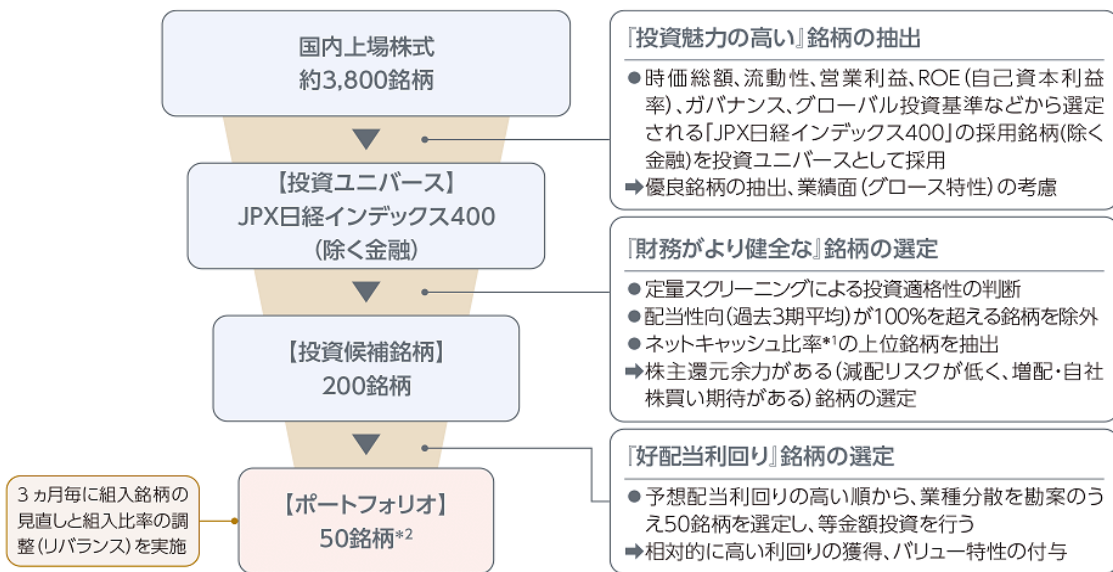 国内上場株式
約3,800銘柄
『投資魅力の高い』銘柄の抽出
●時価総額、流動性、営業利益、ROE(自己資本利益
率)、ガバナンス、グローバル投資基準などから選定
される「JPX日経インデックス400」の採用銘柄(除く
金融)を投資ユニバースとして採用
➡優良銘柄の抽出、業績面(グロース特性)の考慮
【投資ユニバース】
JPX日経インデックス400
(除く金融)
『財務がより健全な』銘柄の選定
●定量スクリーニングによる投資適格性の判断
●配当性向(過去3期平均)が100%を超える銘柄を除外
●ネットキャッシュ比率*1の上位銘柄を抽出
➡株主還元余力がある(減配リスクが低く、増配・自社
株買い期待がある)銘柄の選定
【投資候補銘柄】
200銘柄
『好配当利回り』銘柄の選定
●予想配当利回りの高い順から、業種分散を勘案のう
え50銘柄を選定し、等金額投資を行う
➡相対的に高い利回りの獲得、バリュー特性の付与
【ポートフォリオ】
50銘柄*2
3ヵ月毎に組入銘柄の
見直しと組入比率の調
整(リバランス)を実施